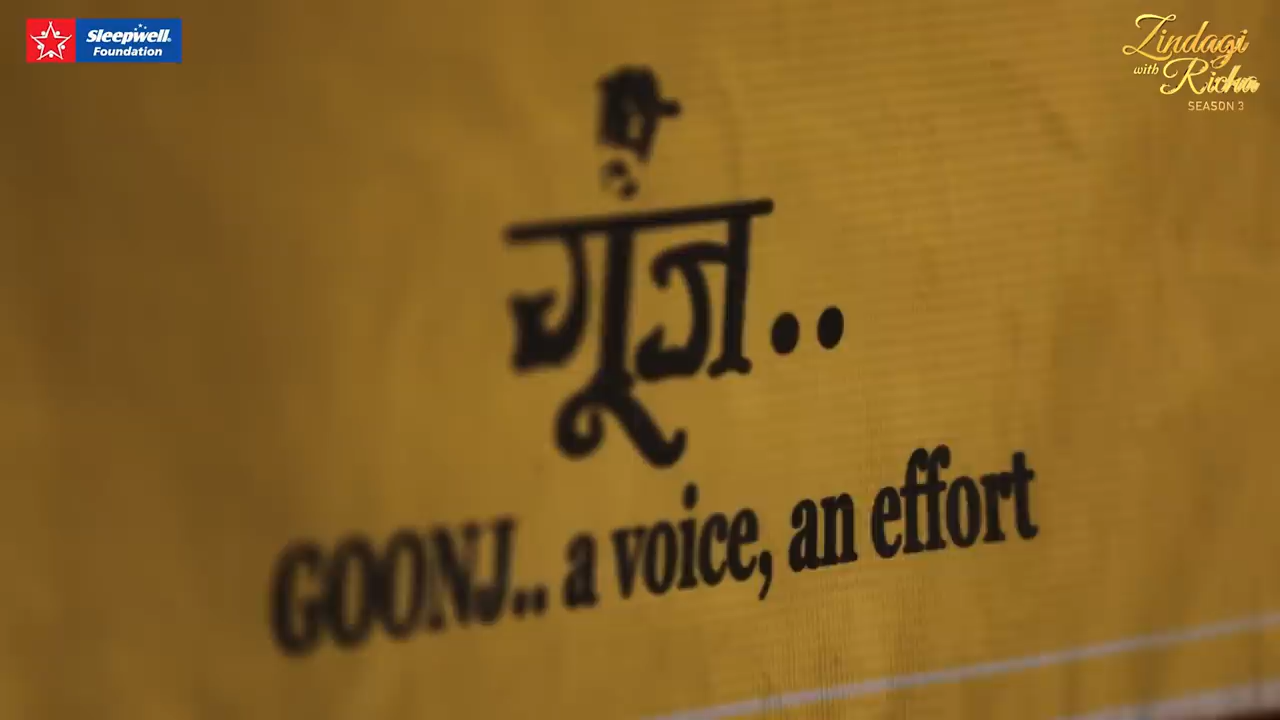 Sleepwell
Foundation
Zindagi
with Richa
SEASON 3
गूंज..
GOONJ.. a voice, an effort